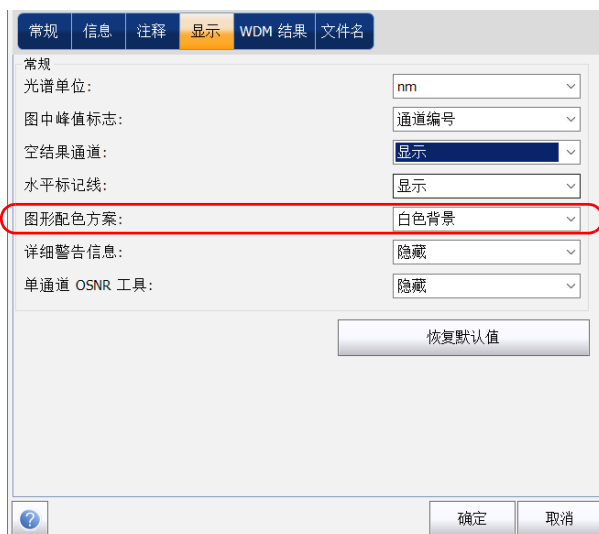 常规 信息 注释 显示 WDM 结果 文件名
常规
光谱单位: nm
图中峰值标志: 通道编号
空结果通道: 显示
水平标记线: 显示
图形配色方案: 白色背景
详细警告信息: 隐藏
单通道 OSNR 工具: 隐藏
恢复默认值
? 确定 取消